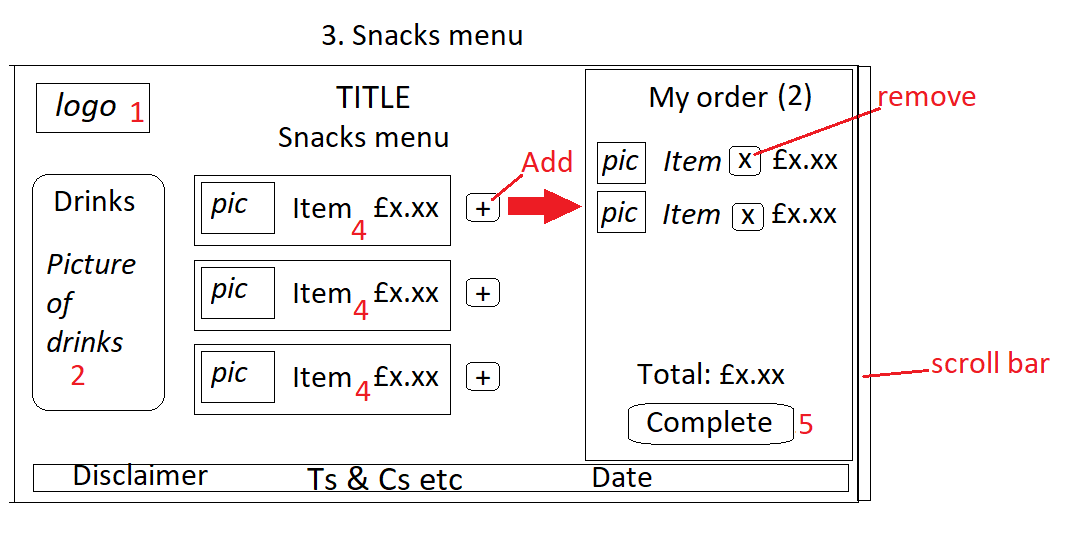 3. Snacks menu
logo 1
TITLE
Snacks menu
My order (2)
remove
pic Item x £x.xx
pic Item x £x.xx
Add
Drinks
Picture
of
drinks
2
pic Item 4 £x.xx +
pic Item 4 £x.xx +
pic Item 4 £x.xx +
Total: £x.xx
Complete 5
scroll bar
Disclaimer Ts & Cs etc Date